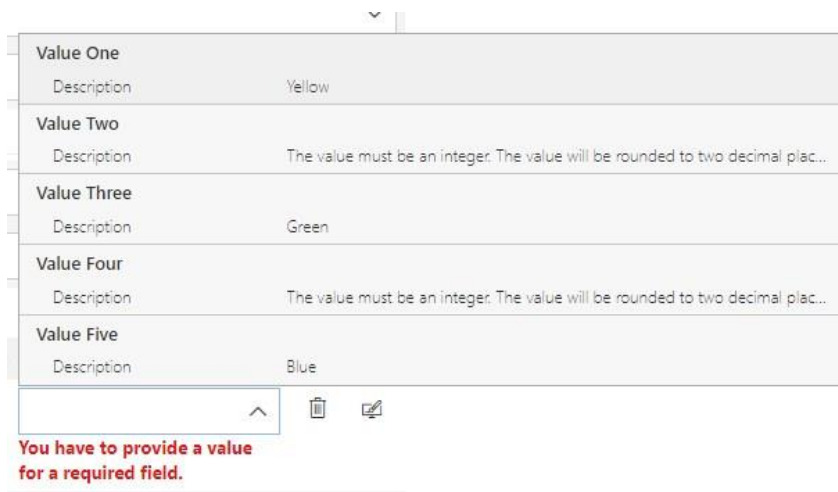 Value One
Description Yellow
Value Two
Description The value must be an integer. The value will be rounded to two decimal plac...
Value Three
Description Green
Value Four
Description The value must be an integer. The value will be rounded to two decimal plac...
Value Five
Description Blue
You have to provide a value
for a required field.